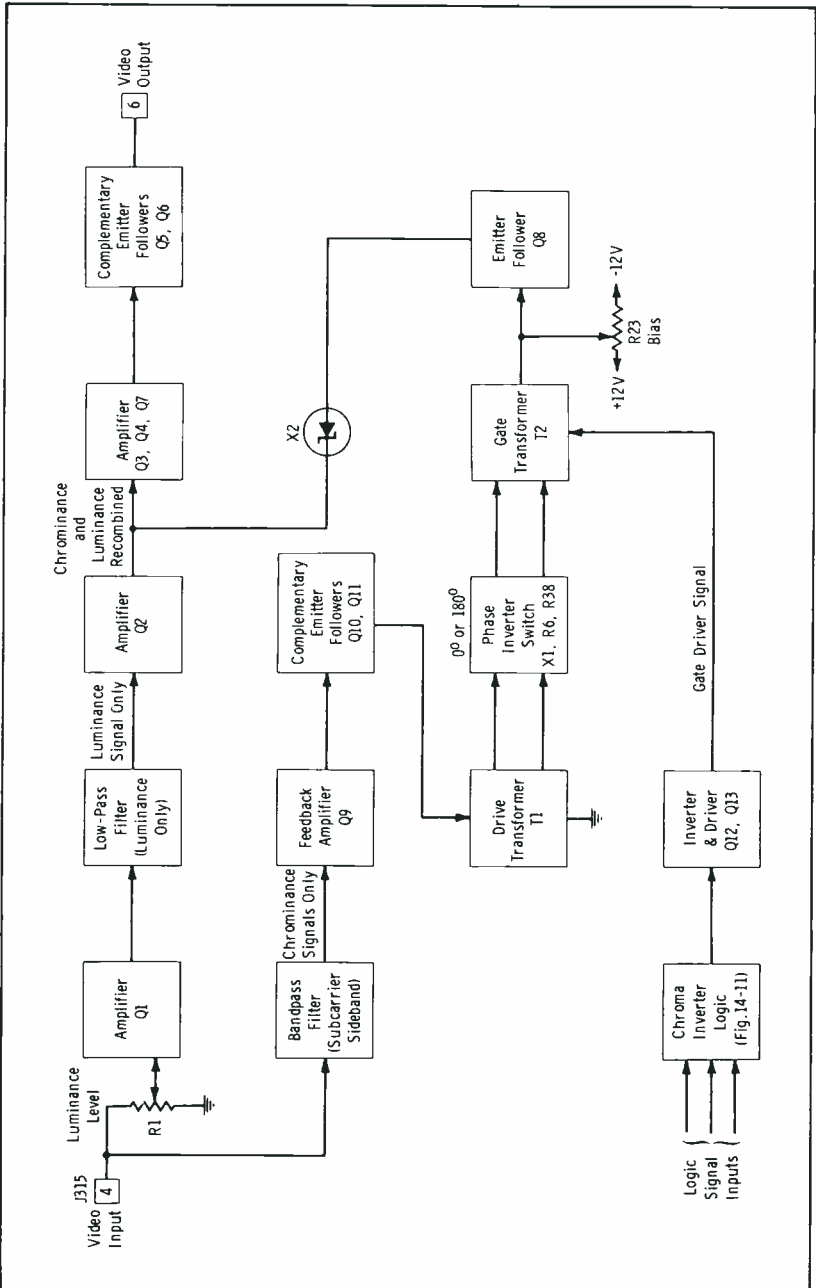 J315
Video
Input
4
Luminance
Level
R1
Amplifier
Q1
Low-Pass
Filter
(Luminance
Only)
Luminance
Signal Only
Amplifier
Q2
Chrominance
and
Luminance
Recombined
Amplifier
Q3, Q4, Q7
Complementary
Emitter
Followers
Q5, Q6
6
Video
Output
Bandpass
Filter
(Subcarrier
Sideband)
Chrominance
Signals Only
Feedback
Amplifier
Q9
Complementary
Emitter
Followers
Q10, Q11
X2
Drive
Transformer
T1
0° or 180°
Phase
Inverter
Switch
X1, R6, R38
Gate
Transformer
T2
Emitter
Follower
Q8
+12V
-12V
R23
Bias
Logic
Signal
Inputs
Chroma
Inverter
Logic
(Fig.14-11)
Inverter
& Driver
Q12, Q13
Gate Driver Signal